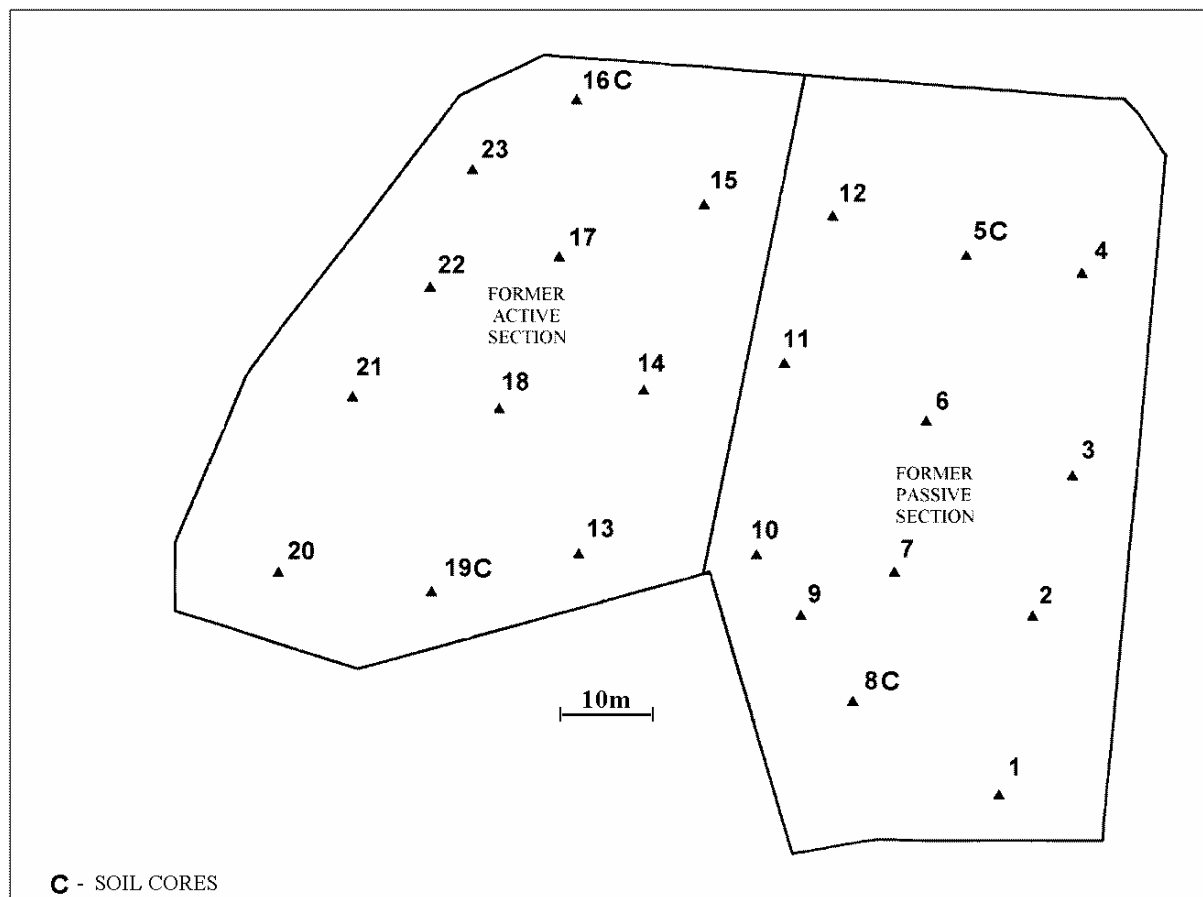 16C
23
15
12
17
5C
4
22
FORMER
ACTIVE
SECTION
11
21
18
14
6
3
FORMER
PASSIVE
SECTION
13
10
20
19C
7
9
2
8C
10m
1
C - SOIL CORES